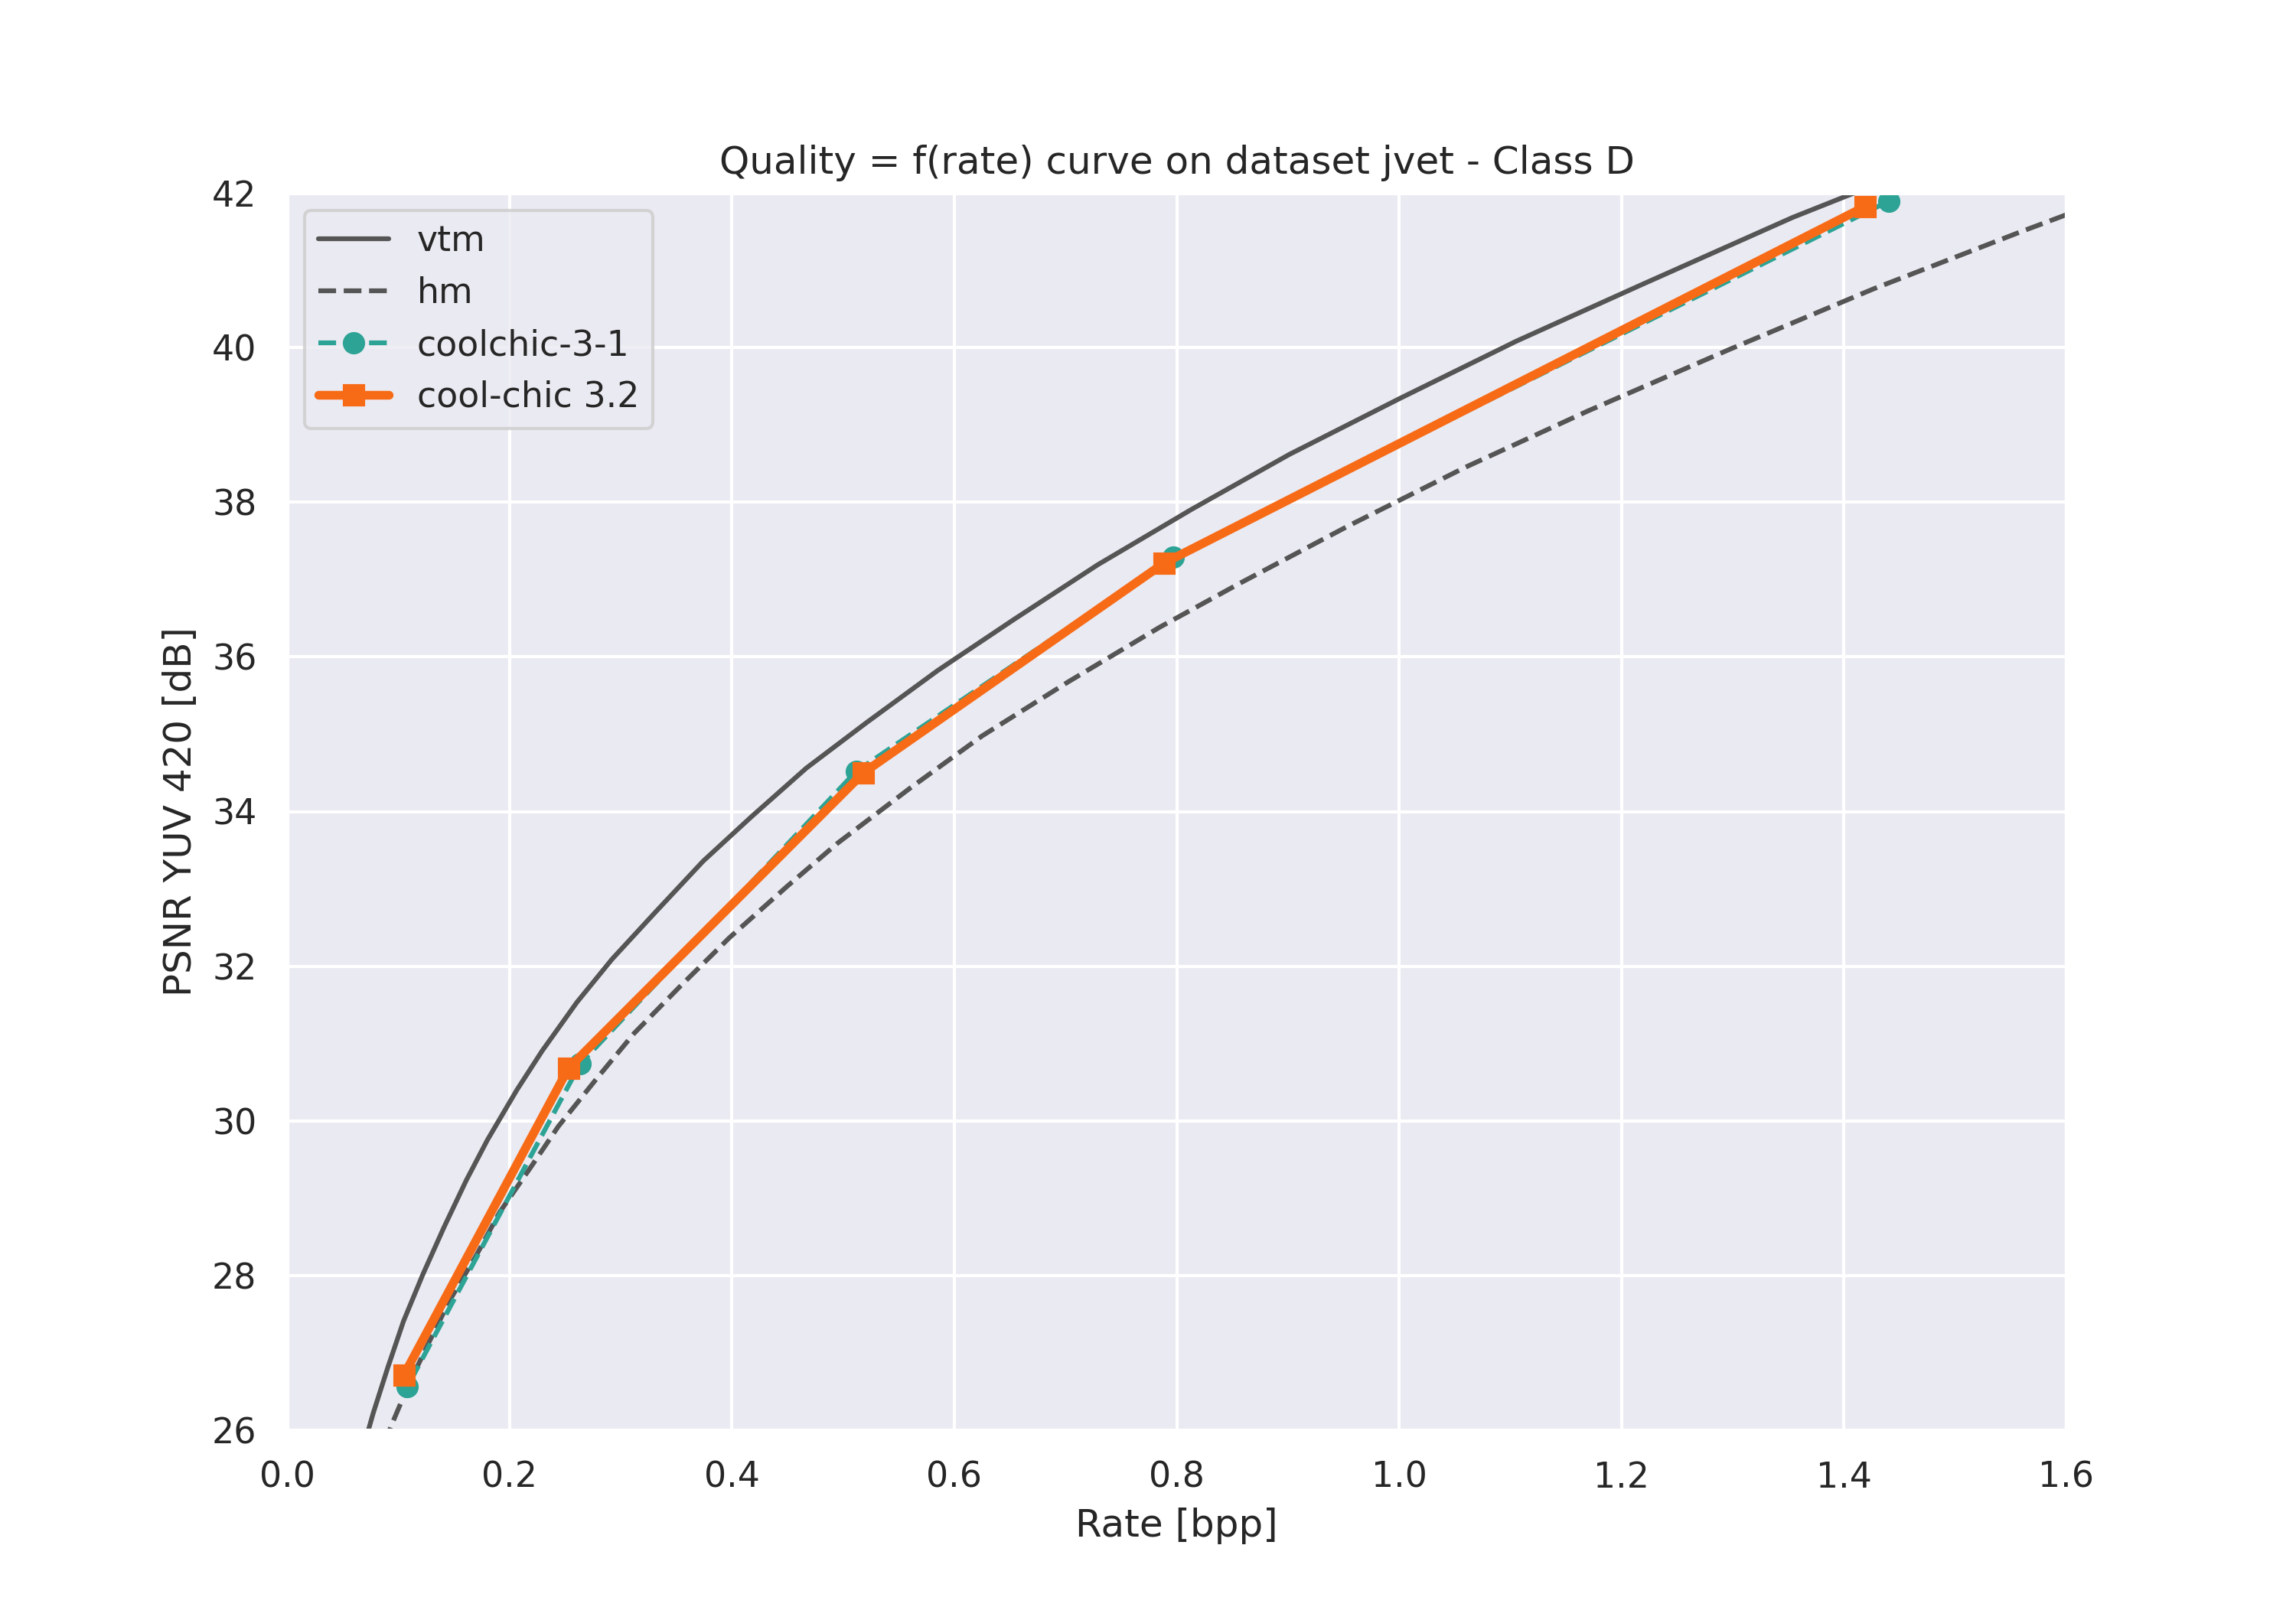 Quality = f(rate) curve on dataset jvet - Class D
vtm
hm
coolchic-3-1
cool-chic 3.2
PSNR YUV 420 [dB]
42
40
38
36
34
32
30
28
26
0.0 0.2 0.4 0.6 0.8 1.0 1.2 1.4 1.6
Rate [bpp]